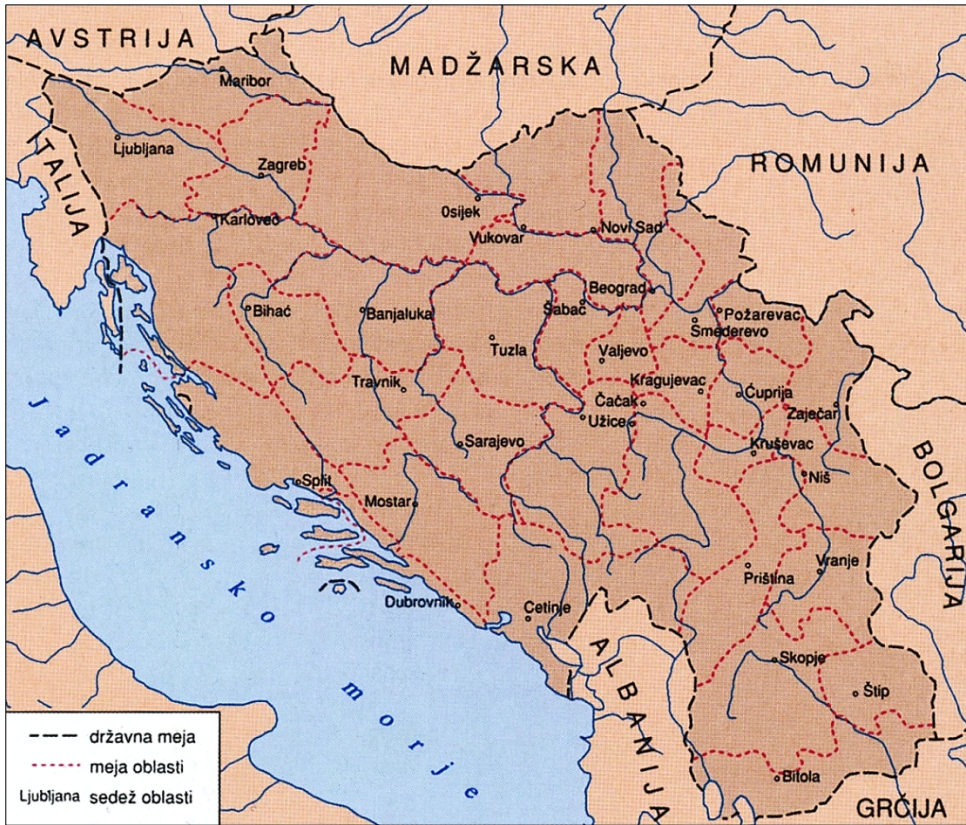 AVSTRIJA
MADŽARSKA
ROMUNIJA
ITALIJA
BOLGARIJA
ALBANIJA
GRČIJA
Jadransko morje
Maribor
Ljubljana
Zagreb
Karlovec
Osijek
Vukovar
Novi Sad
Beograd
Šabac
Smederevo
Požarevac
Bihać
Banjaluka
Tuzla
Valjevo
Travnik
Kragujevac
Ćuprija
Čačak
Zaječar
Užice
Sarajevo
Kruševac
Niš
Split
Mostar
Priština
Vranje
Dubrovnik
Cetinje
Skopje
Štip
Bitola
državna meja
meja oblasti
Ljubljana sedež oblasti